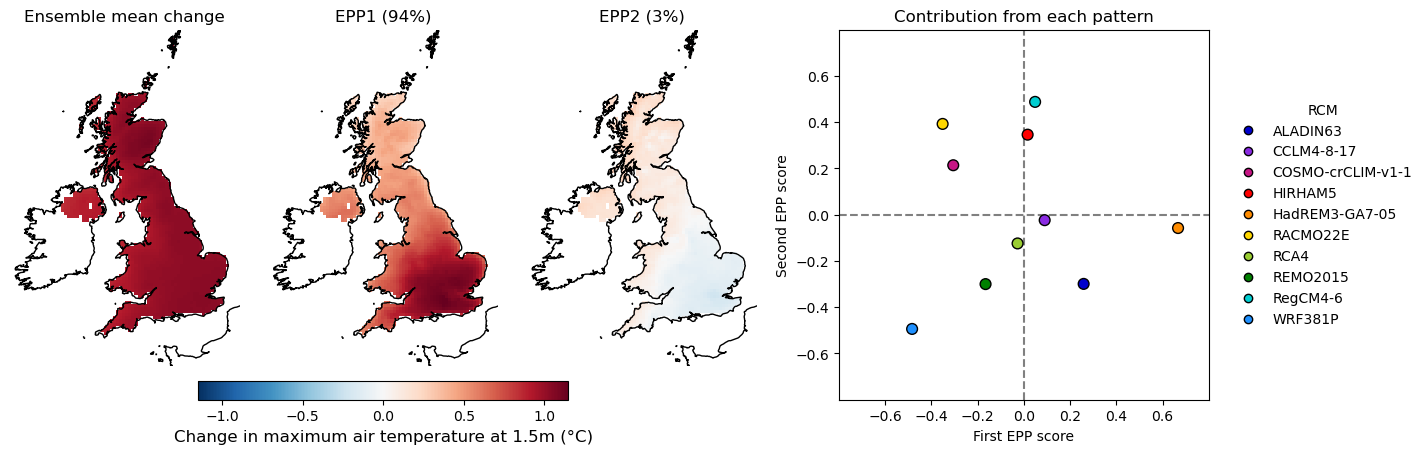 Ensemble mean change
EPP1 (94%)
EPP2 (3%)
−1.0
−0.5
0.0
0.5
1.0
Change in maximum air temperature at 1.5m (°C)
Contribution from each pattern
Second EPP score
0.6
0.4
0.2
0.0
−0.2
−0.4
−0.6
−0.6
−0.4
−0.2
0.0
0.2
0.4
0.6
First EPP score
RCM
ALADIN63
CCLM4-8-17
COSMO-crCLIM-v1-1
HIRHAM5
HadREM3-GA7-05
RACMO22E
RCA4
REMO2015
RegCM4-6
WRF381P